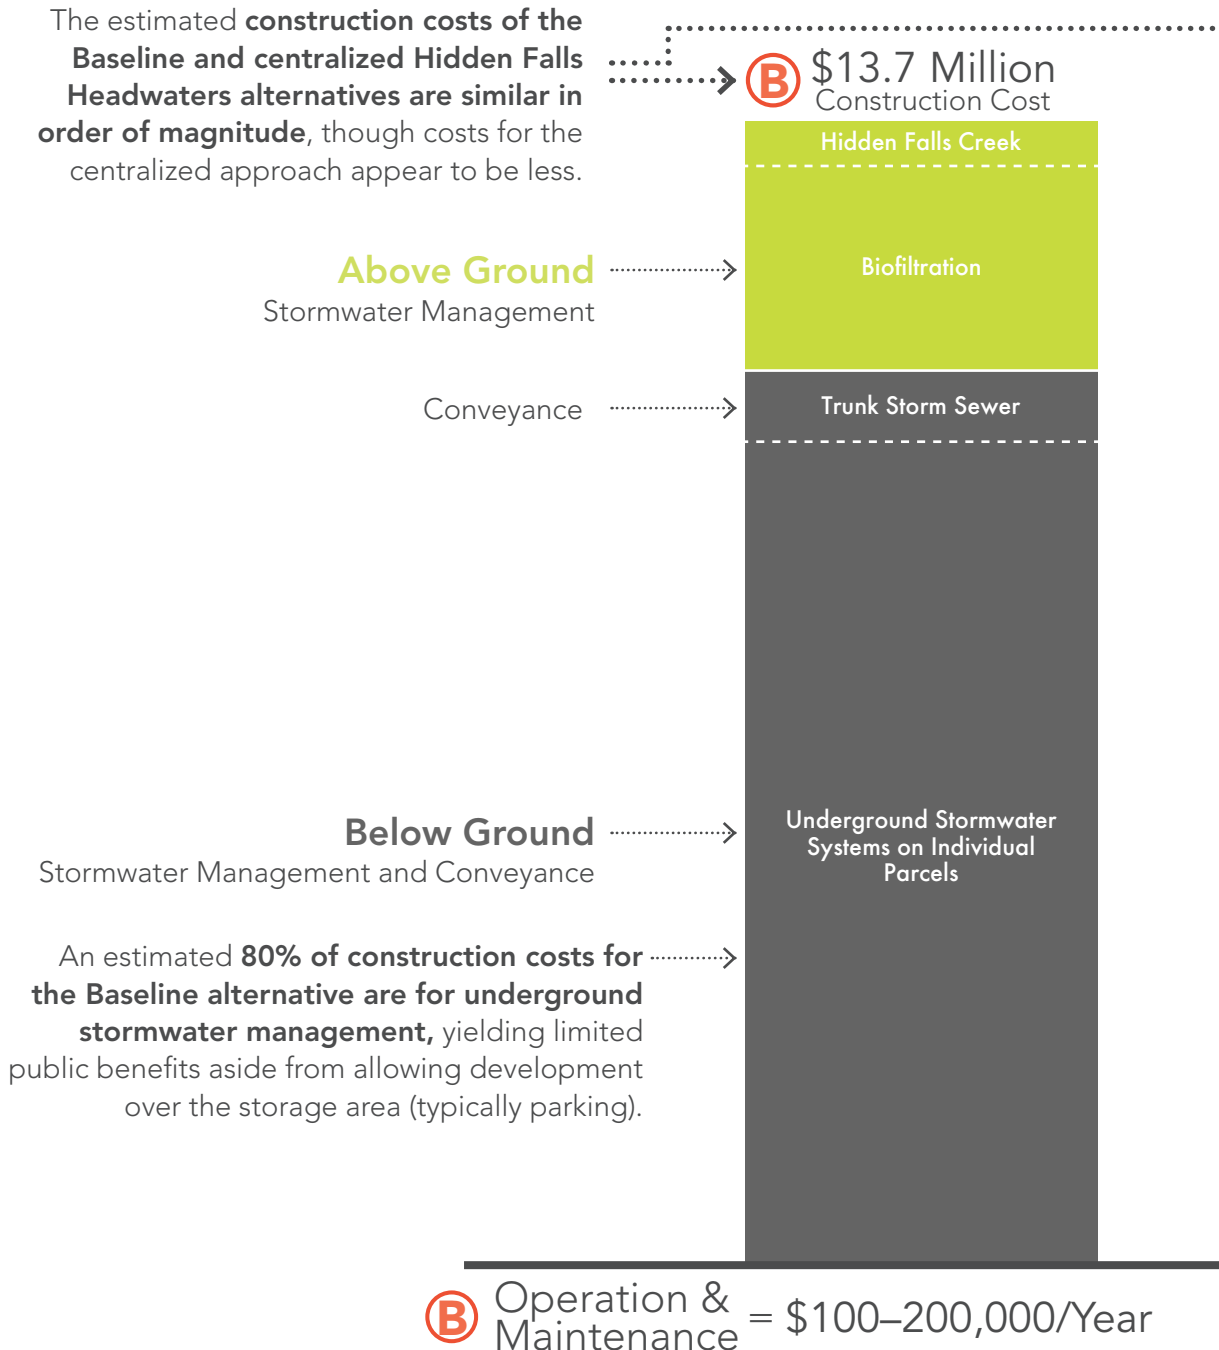 The estimated construction costs of the
Baseline and centralized Hidden Falls
Headwaters alternatives are similar in
order of magnitude, though costs for the
centralized approach appear to be less.
B $13.7 Million
Construction Cost
Hidden Falls Creek
Above Ground
Stormwater Management
Biofiltration
Conveyance
Trunk Storm Sewer
Below Ground
Stormwater Management and Conveyance
Underground Stormwater
Systems on Individual
Parcels
An estimated 80% of construction costs for
the Baseline alternative are for underground
stormwater management, yielding limited
public benefits aside from allowing development
over the storage area (typically parking).
B Operation &
Maintenance = $100–200,000/Year